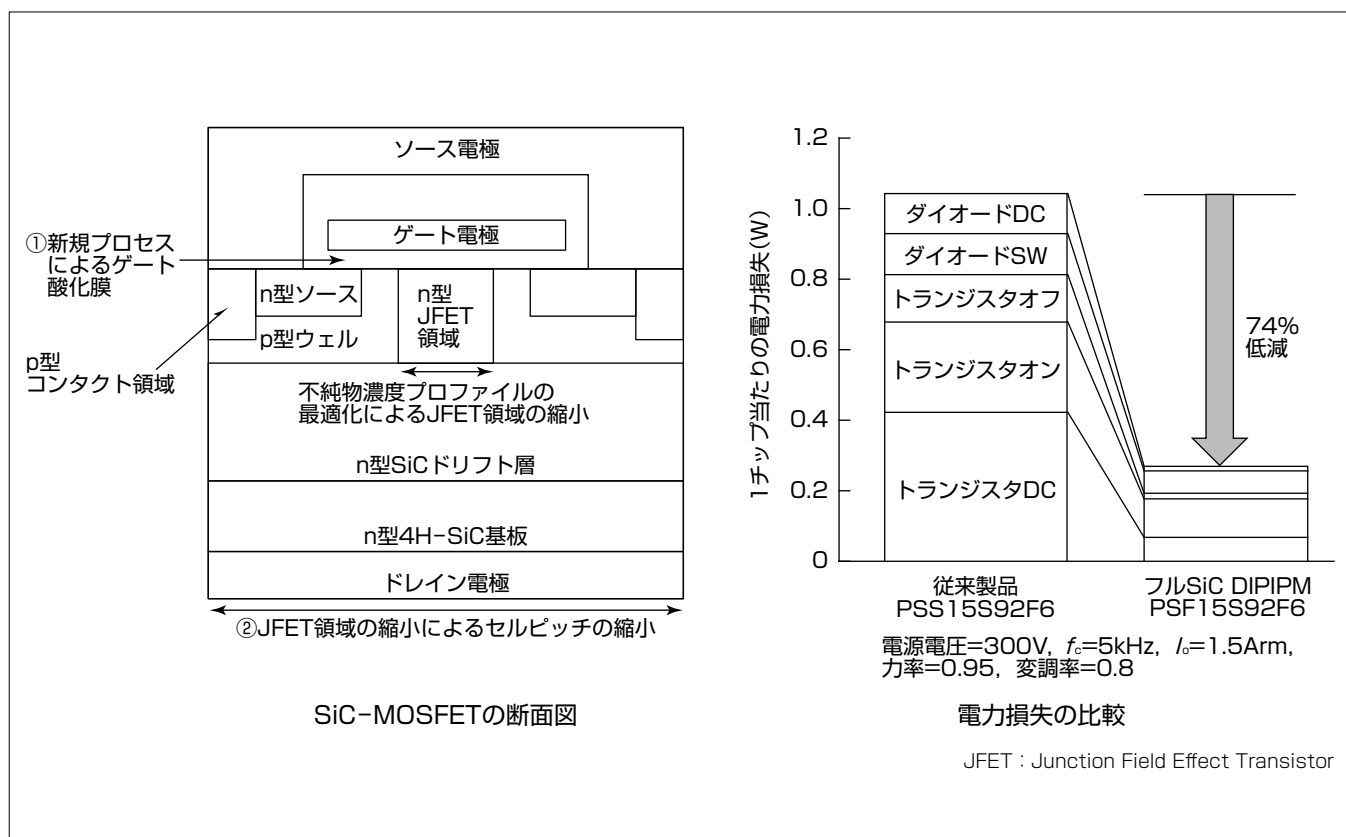 ソース電極
ゲート電極
①新規プロセス
によるゲート
酸化膜
n型ソース
n型
JFET
領域
p型ウェル
p型
コンタクト領域
不純物濃度プロファイルの
最適化によるJFET領域の縮小
n型SiCドリフト層
n型4H-SiC基板
ドレイン電極
②JFET領域の縮小によるセルピッチの縮小
SiC-MOSFETの断面図
1チップ当たりの電力損失(W)
1.2
1.0
0.8
0.6
0.4
0.2
0
ダイオードDC
ダイオードSW
トランジスタオフ
トランジスタオン
トランジスタDC
74%
低減
従来製品
PSS15S92F6
フルSiC DIPIPM
PSF15S92F6
電源電圧=300V, fc=5kHz, Io=1.5Arm,
力率=0.95, 変調率=0.8
電力損失の比較
JFET：Junction Field Effect Transistor